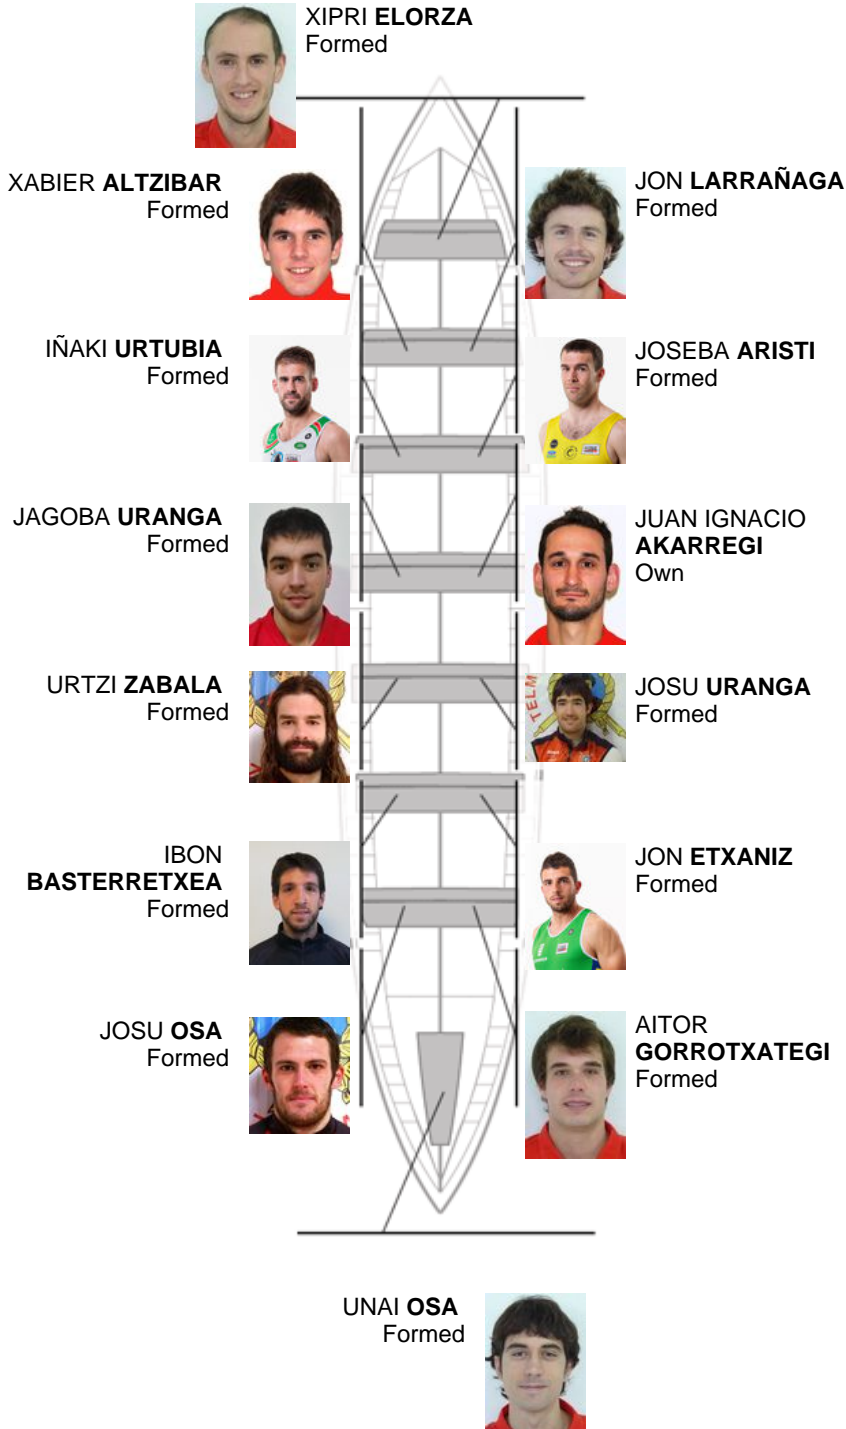 XIPRI ELORZA
Formed
XABIER ALTZIBAR
Formed
JON LARRAÑAGA
Formed
IÑAKI URTUBIA
Formed
JOSEBA ARISTI
Formed
JAGOBA URANGA
Formed
JUAN IGNACIO
AKARREGI
Own
URTZI ZABALA
Formed
TELM
JOSU URANGA
Formed
IBON
BASTERRETXEA
Formed
JON ETXANIZ
Formed
JOSU OSA
Formed
AITOR
GORROTXATEGI
Formed
UNAI OSA
Formed